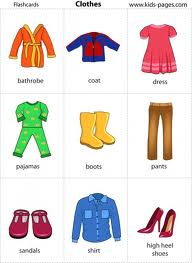 Flashcards Clothes www.kids-pages.com
bathrobe coat dress
pajamas boots pants
sandals shirt high heel
shoes